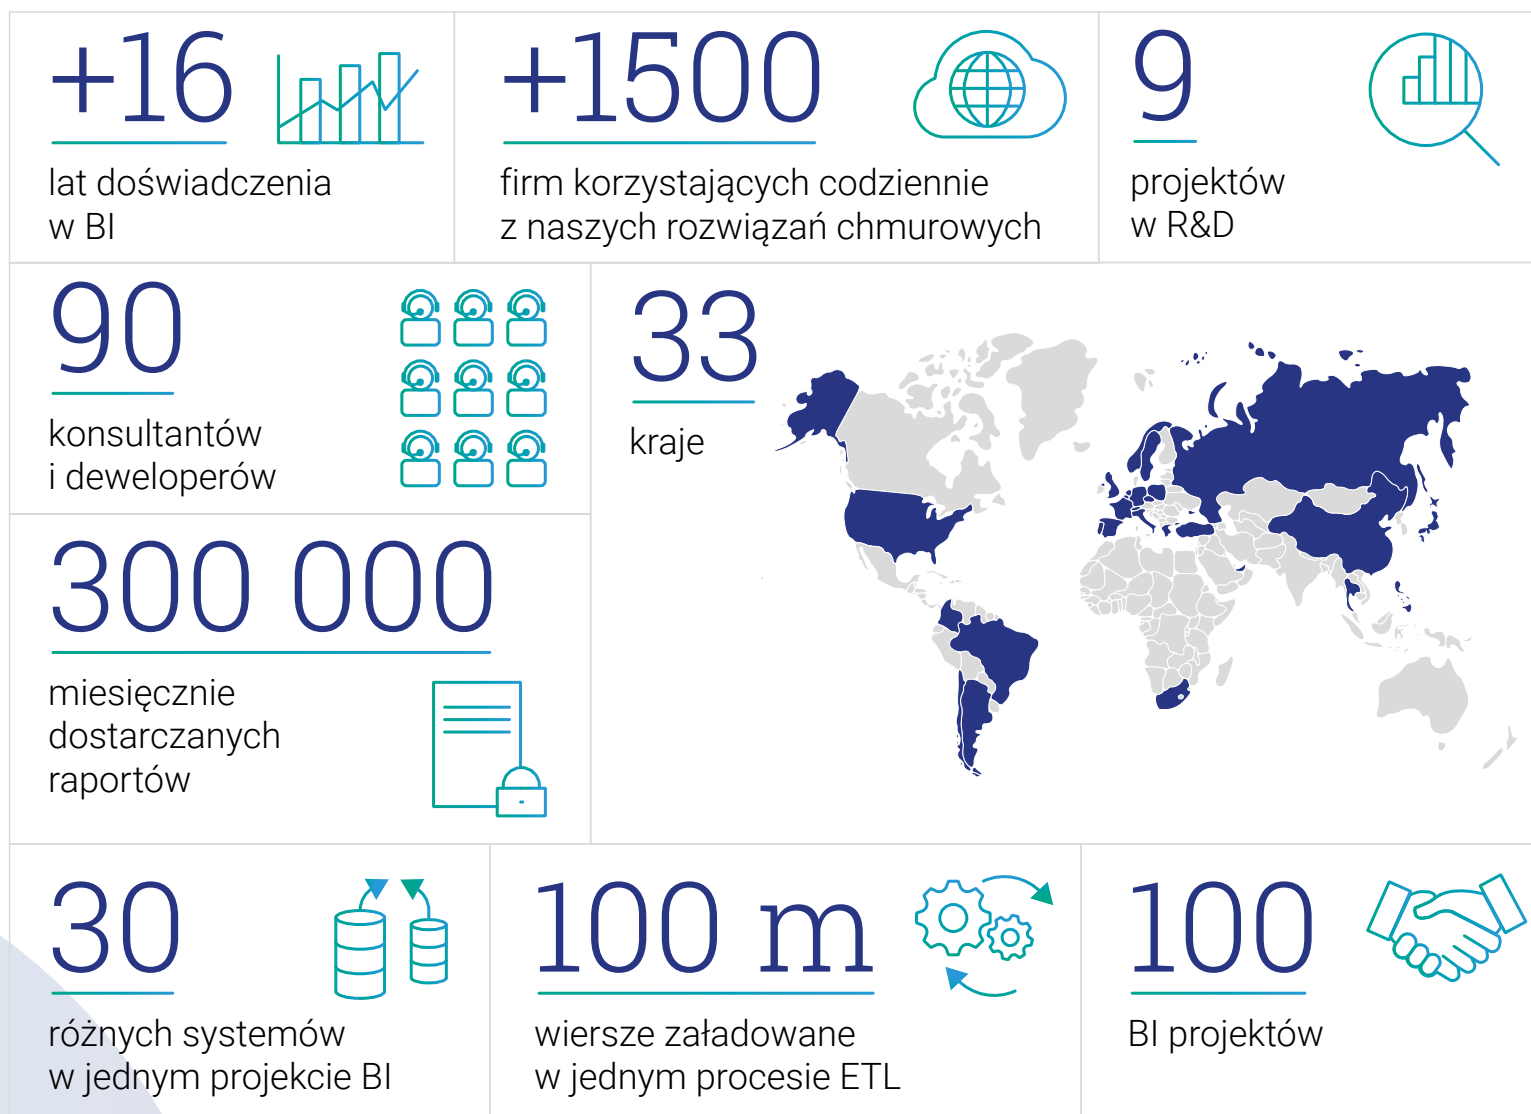 +16
lat doświadczenia
w BI
+1500
firm korzystających codziennie
z naszych rozwiązań chmurowych
9
projektów
w R&D
90
konsultantów
i deweloperów
33
kraje
300 000
miesięcznie
dostarczanych
raportów
30
różnych systemów
w jednym projekcie BI
100 m
wiersze załadowane
w jednym procesie ETL
100
BI projektów